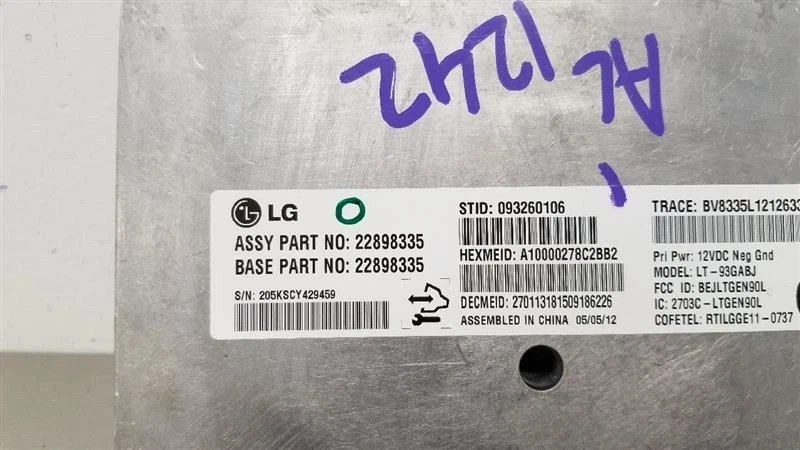 AL 1242
LG
ASSY PART NO: 22898335
BASE PART NO: 22898335
S/N: 205KSCY429459
STID: 093260106
HEXMEID: A10000278C2BB2
DECMEID: 270113181509186226
ASSEMBLED IN CHINA 05/05/12
TRACE: BV8335L1212633
Pri Pwr: 12VDC Neg Gnd
MODEL: LT-93GABJ
FCC ID: BEJLTGEN90L
IC: 2703C-LTGEN90L
COFETEL: RTILGGE11-0737